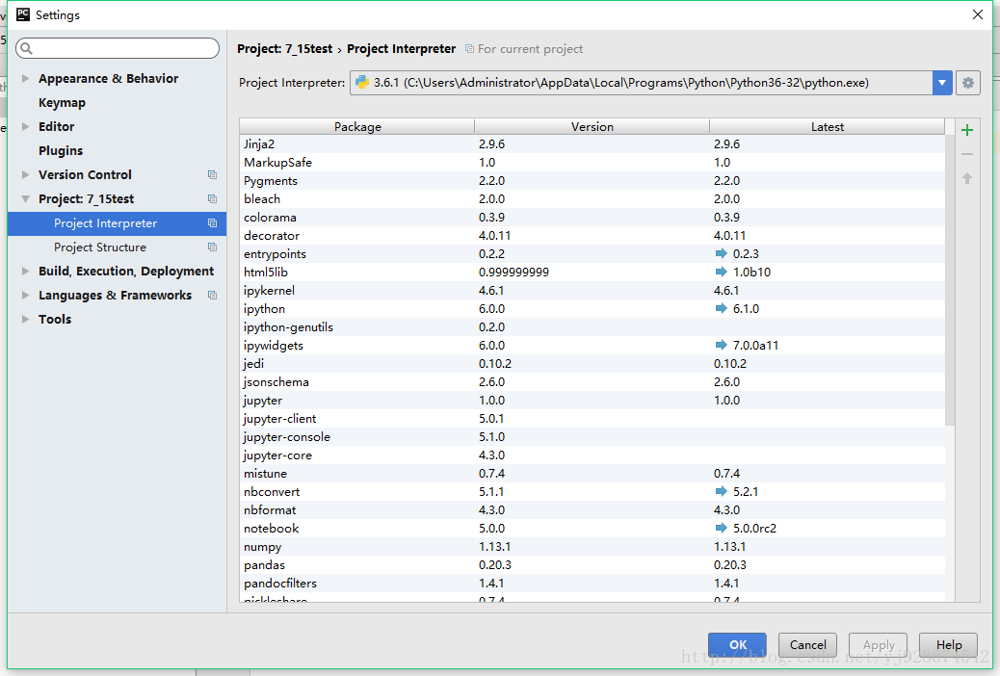 PC Settings
Project: 7_15test › Project Interpreter For current project
Appearance & Behavior
Keymap
Editor
Plugins
Version Control
Project: 7_15test
Project Interpreter
Project Structure
Build, Execution, Deployment
Languages & Frameworks
Tools
Project Interpreter: 3.6.1 (C:\Users\Administrator\AppData\Local\Programs\Python\Python36-32\python.exe)
Package Version Latest
Jinja2 2.9.6 2.9.6
MarkupSafe 1.0 1.0
Pygments 2.2.0 2.2.0
bleach 2.0.0 2.0.0
colorama 0.3.9 0.3.9
decorator 4.0.11 4.0.11
entrypoints 0.2.2 0.2.3
html5lib 0.999999999 1.0b10
ipykernel 4.6.1 4.6.1
ipython 6.0.0 6.1.0
ipython-genutils 0.2.0
ipywidgets 6.0.0 7.0.0a11
jedi 0.10.2 0.10.2
jsonschema 2.6.0 2.6.0
jupyter 1.0.0 1.0.0
jupyter-client 5.0.1
jupyter-console 5.1.0
jupyter-core 4.3.0
mistune 0.7.4 0.7.4
nbconvert 5.1.1 5.2.1
nbformat 4.3.0 4.3.0
notebook 5.0.0 5.0.0rc2
numpy 1.13.1 1.13.1
pandas 0.20.3 0.20.3
pandocfilters 1.4.1 1.4.1
pickleshare 0.7.4 0.7.4
OK Cancel Apply Help